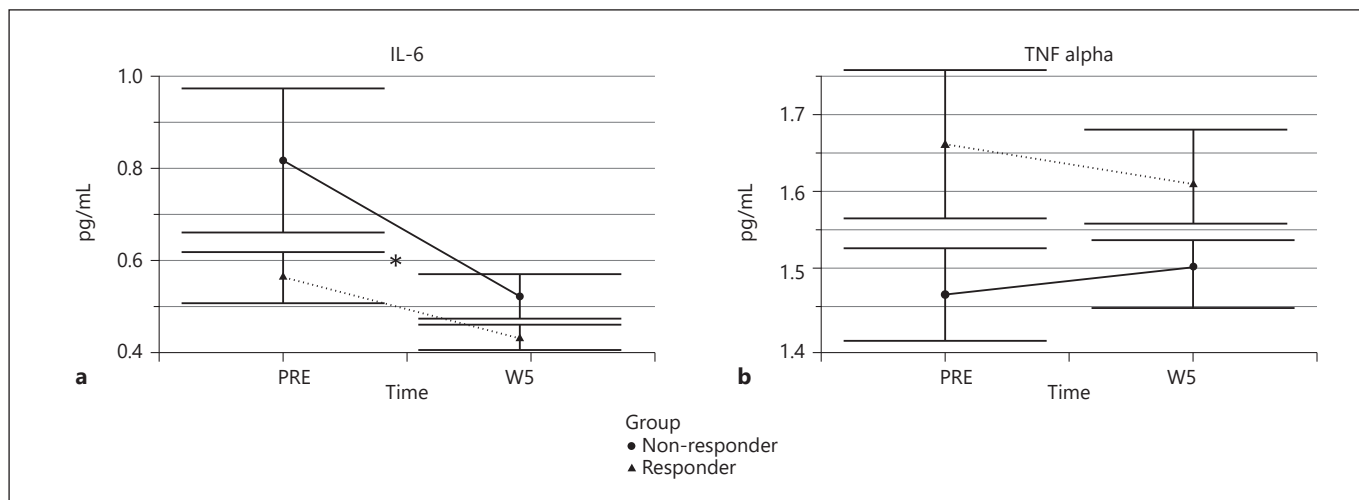 IL-6
1.0
0.8
0.6
0.4
pg/mL
*
PRE
W5
Time
a
TNF alpha
1.7
1.6
1.5
1.4
pg/mL
PRE
W5
Time
b
Group
Non-responder
Responder